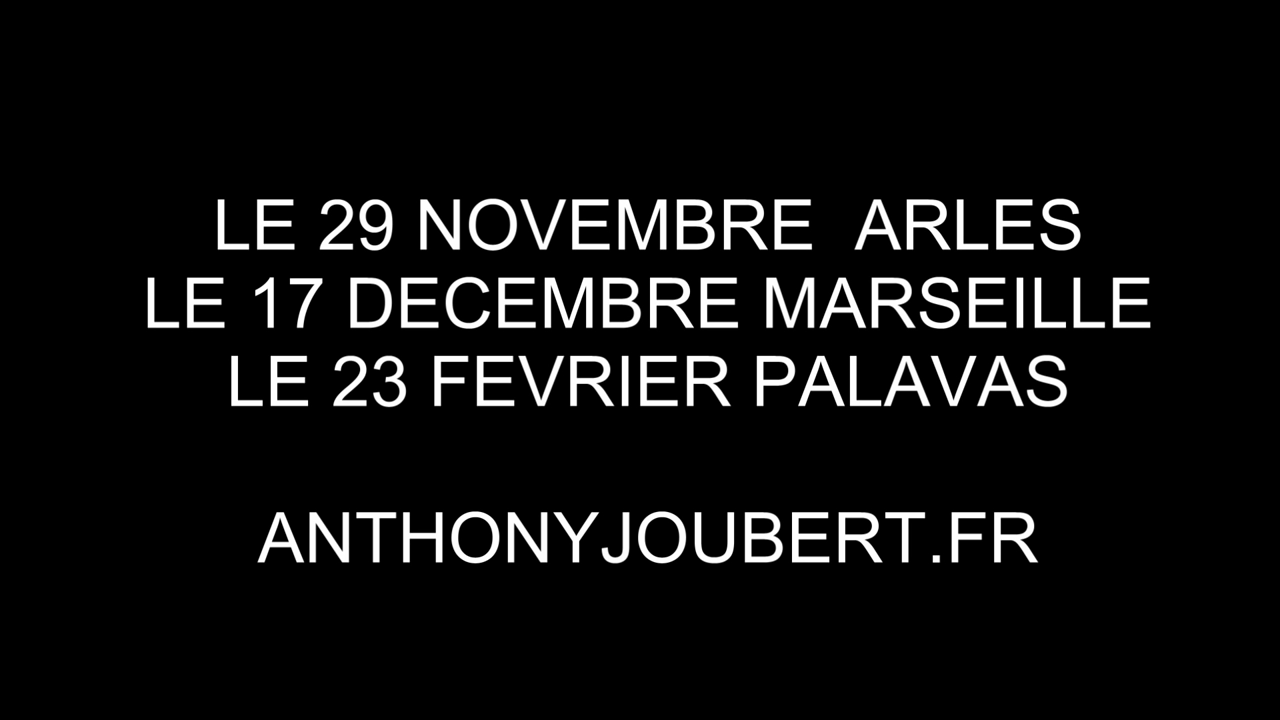 LE 29 NOVEMBRE  ARLES
LE 17 DECEMBRE MARSEILLE
LE 23 FEVRIER PALAVAS
ANTHONYJOUBERT.FR